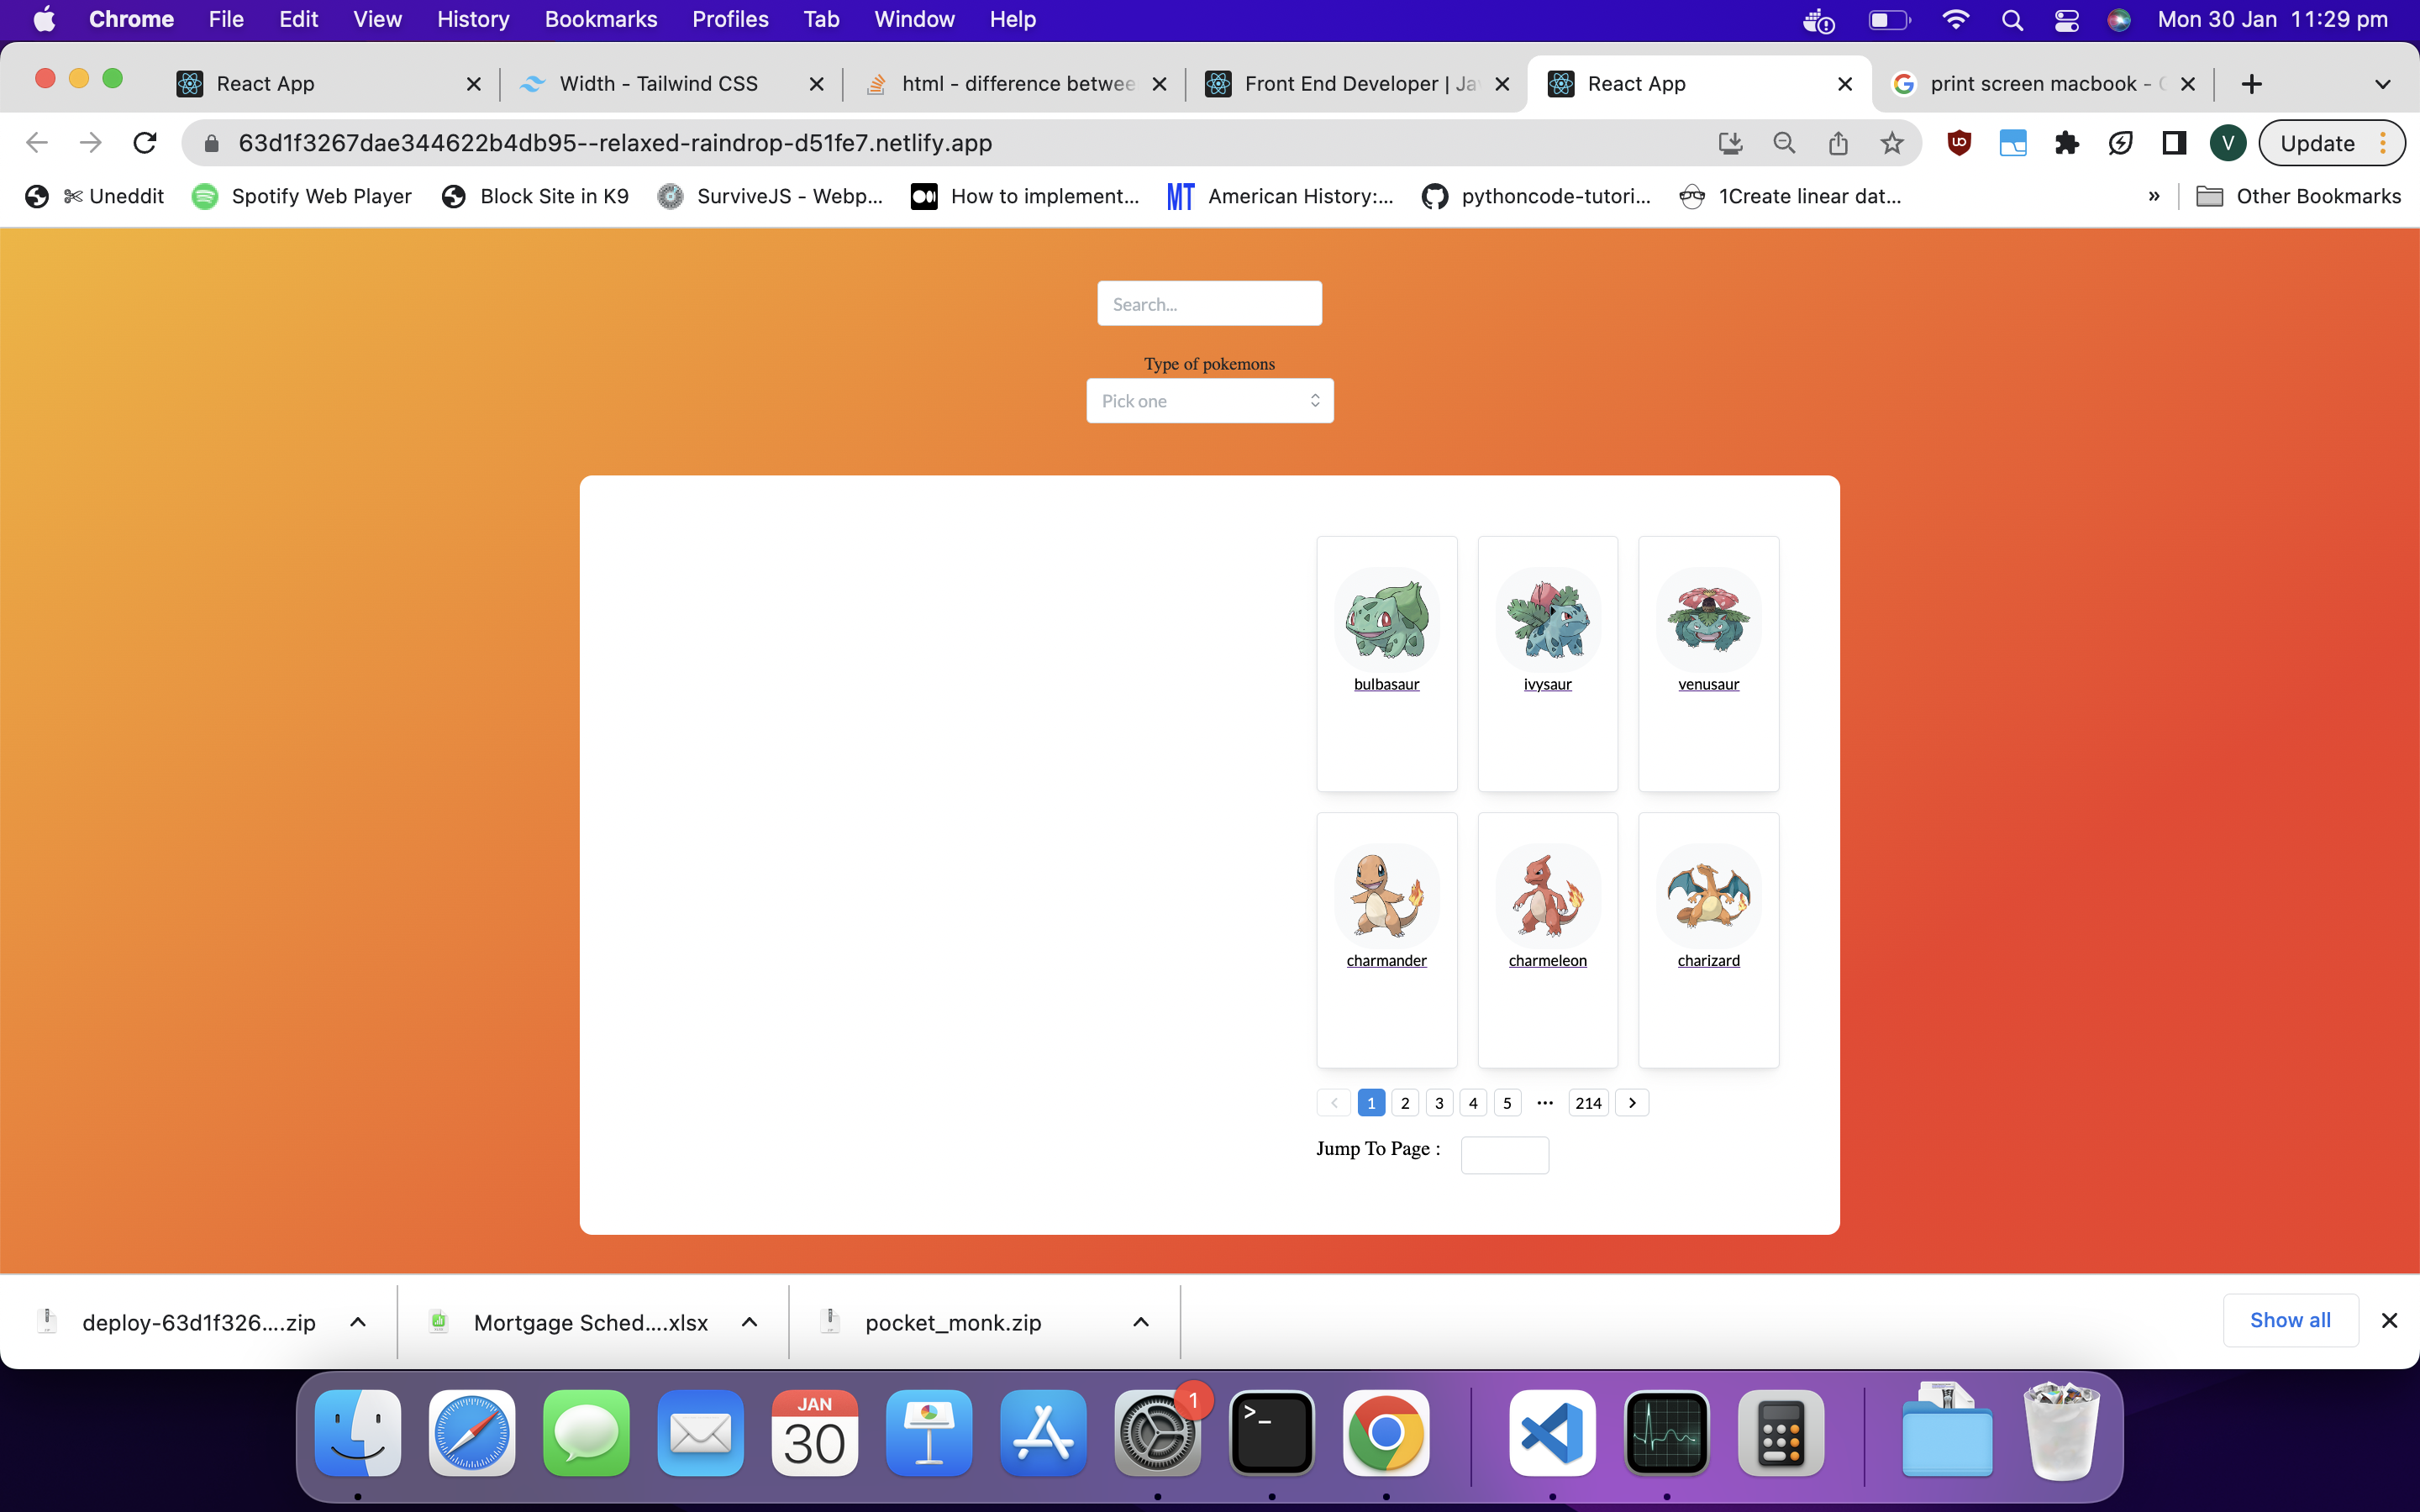 Chrome File Edit View History Bookmarks Profiles Tab Window Help Mon 30 Jan 11:29 pm
React App Width - Tailwind CSS html - difference betwee Front End Developer | Ja React App print screen macbook -
63d1f3267dae344622b4db95--relaxed-raindrop-d51fe7.netlify.app V Update
✂ Uneddit Spotify Web Player Block Site in K9 SurviveJS - Webp... How to implement... MT American History:... pythoncode-tutori... 1Create linear dat... » Other Bookmarks
Search...
Type of pokemons
Pick one
bulbasaur ivysaur venusaur
charmander charmeleon charizard
1 2 3 4 5 ••• 214
Jump To Page :
deploy-63d1f326....zip Mortgage Sched....xlsx pocket_monk.zip Show all
JAN
30
1
>_